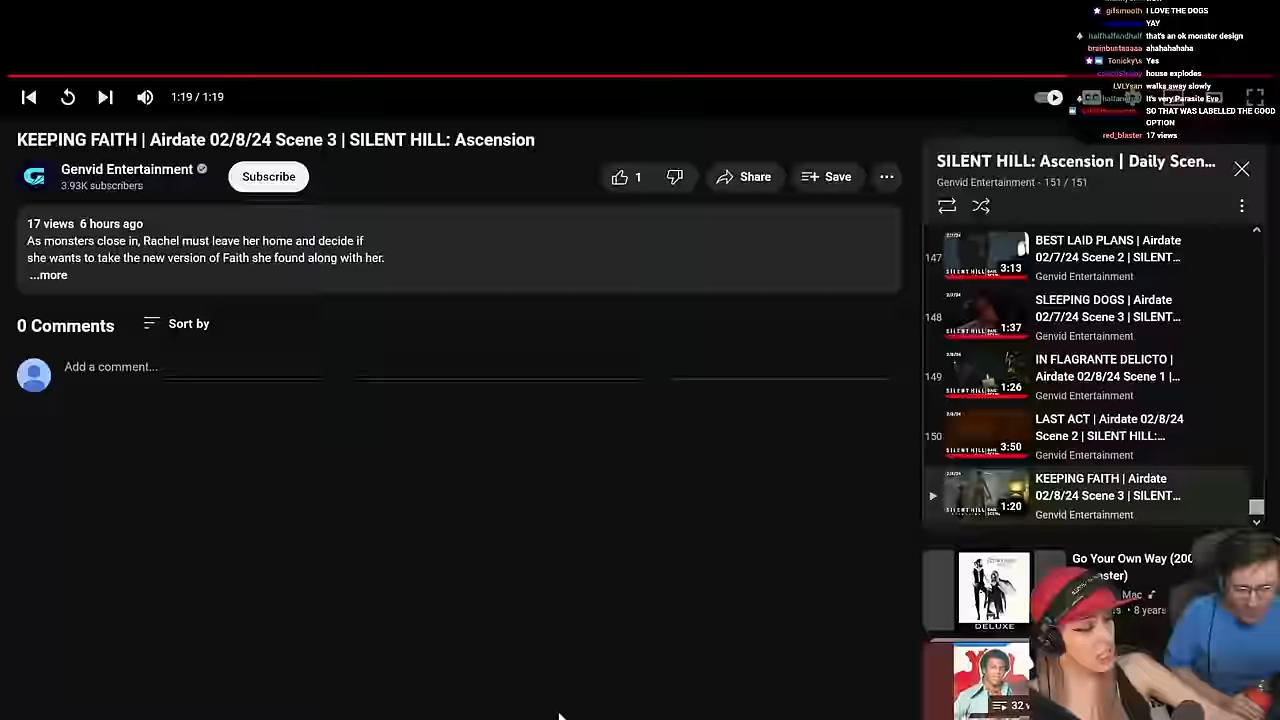 gifsmooth I LOVE THE DOGS
YAY
halfhalfandhalf that's an ok monster design
brainbustaaaaa ahahahahaha
Tonicky\s Yes
house explodes
LVLYsan walks away slowly
It's very Parasite Eve
SO THAT WAS LABELLED THE GOOD
OPTION
red_blaster 17 views
1:19 / 1:19
KEEPING FAITH | Airdate 02/8/24 Scene 3 | SILENT HILL: Ascension
Genvid Entertainment
3.93K subscribers
Subscribe
1
Share
Save
17 views 6 hours ago
As monsters close in, Rachel must leave her home and decide if
she wants to take the new version of Faith she found along with her.
...more
0 Comments
Sort by
Add a comment...
SILENT HILL: Ascension | Daily Scen...
Genvid Entertainment - 151 / 151
147
3:13
BEST LAID PLANS | Airdate
02/7/24 Scene 2 | SILENT...
Genvid Entertainment
148
1:37
SLEEPING DOGS | Airdate
02/7/24 Scene 3 | SILENT...
Genvid Entertainment
149
1:26
IN FLAGRANTE DELICTO |
Airdate 02/8/24 Scene 1 |...
Genvid Entertainment
150
3:50
LAST ACT | Airdate 02/8/24
Scene 2 | SILENT HILL:...
Genvid Entertainment
1:20
KEEPING FAITH | Airdate
02/8/24 Scene 3 | SILENT...
Genvid Entertainment
DELUXE
Go Your Own Way (200
Mac
8 years
32